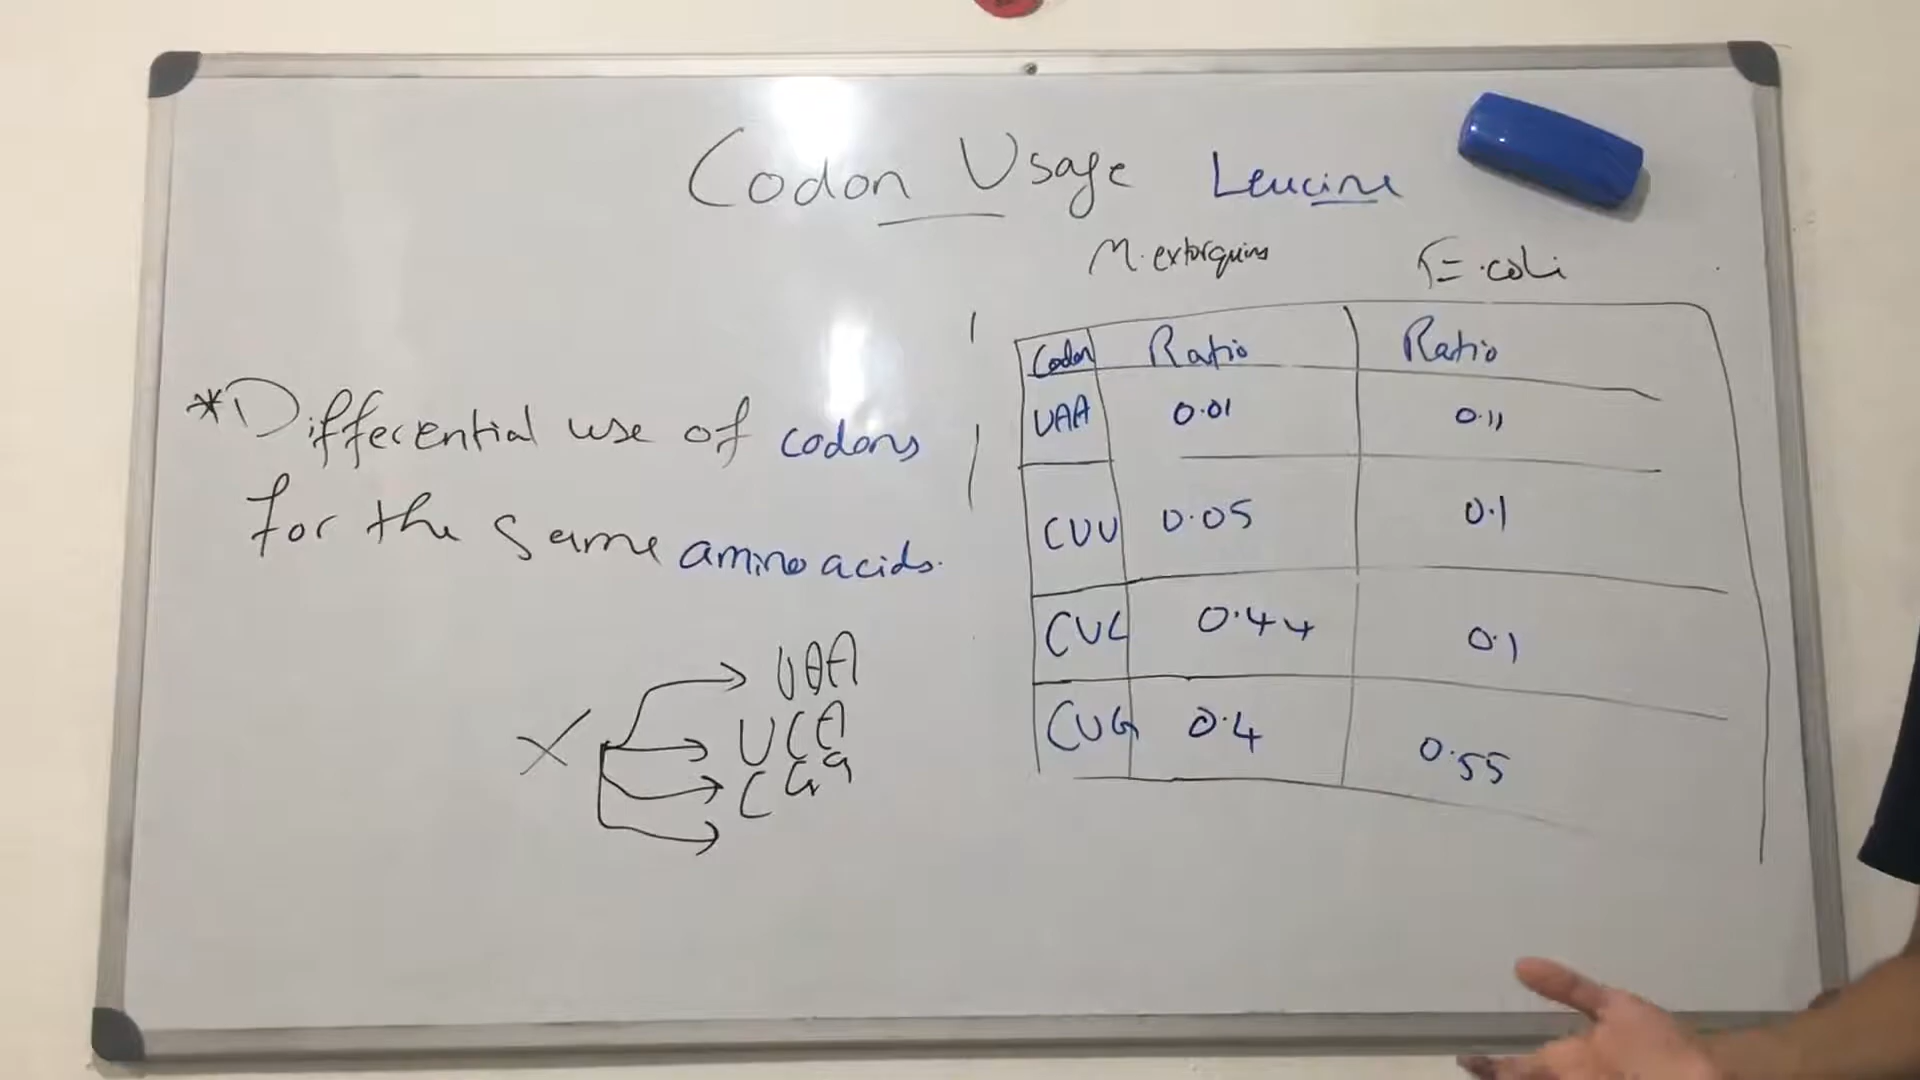 Codon Usage Leucine
M.extorquins E.coli
Codon Ratio Ratio
UAA 0.01 0.11
CUU 0.05 0.1
CUC 0.44 0.1
CUG 0.4 0.55
*Differential use of codons
for the same amino acids.
X
UAA
UCA
CGG